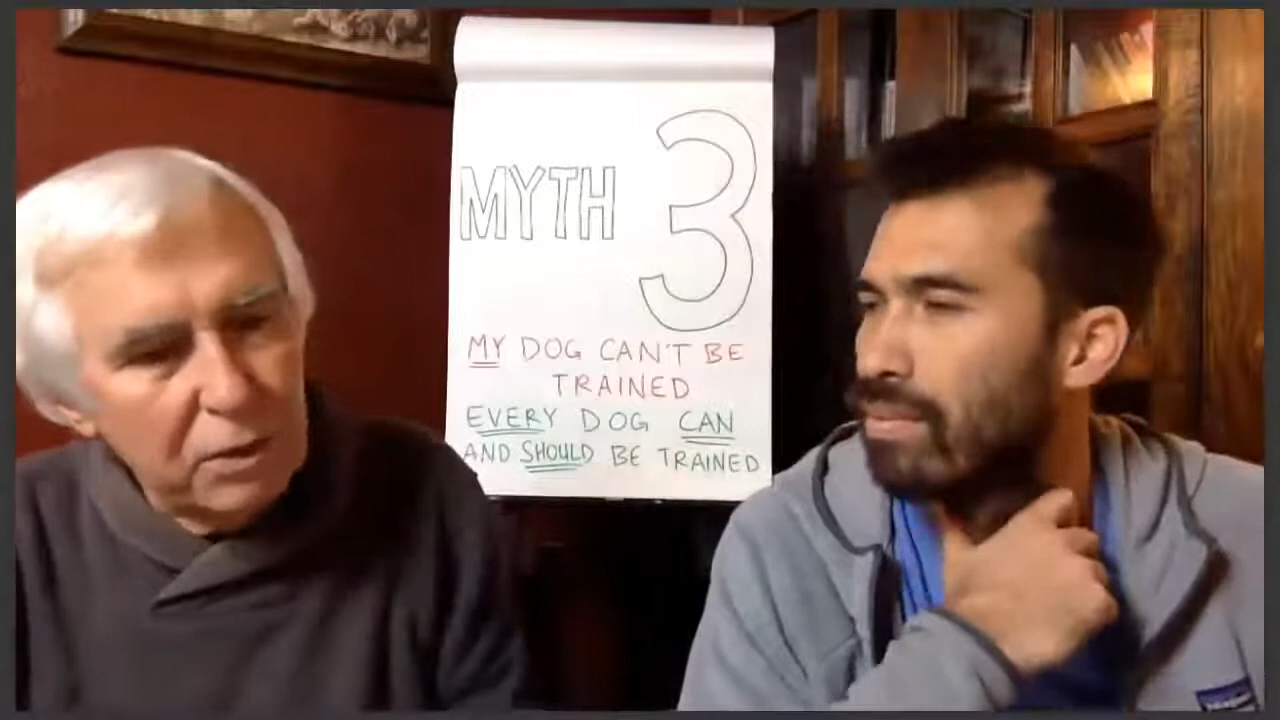 MYTH 3
MY DOG CAN'T BE
TRAINED
EVERY DOG CAN
AND SHOULD BE TRAINED